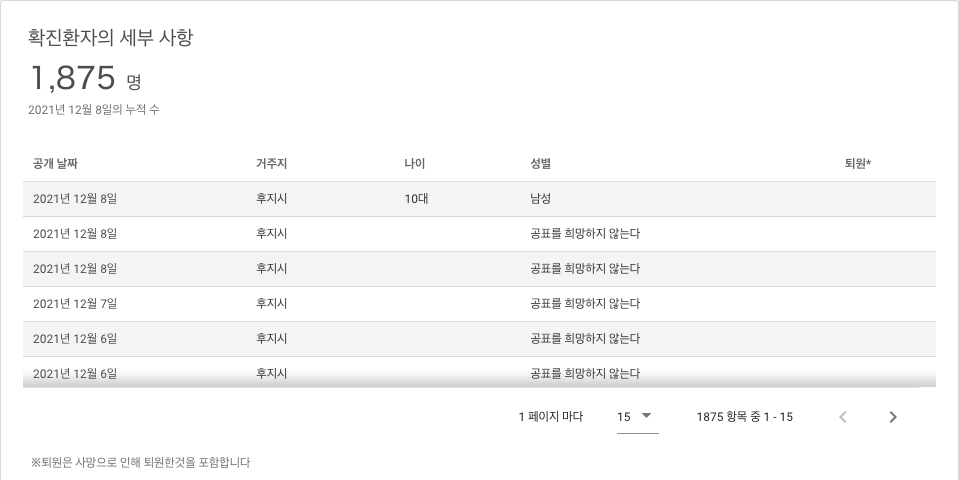 확진환자의 세부 사항
1,875 명
2021년 12월 8일의 누적 수
공개 날짜 거주지 나이 성별 퇴원*
2021년 12월 8일 후지시 10대 남성
2021년 12월 8일 후지시 공표를 희망하지 않는다
2021년 12월 8일 후지시 공표를 희망하지 않는다
2021년 12월 7일 후지시 공표를 희망하지 않는다
2021년 12월 6일 후지시 공표를 희망하지 않는다
2021년 12월 6일 후지시 공표를 희망하지 않는다
1 페이지 마다 15 1875 항목 중 1 - 15
※퇴원은 사망으로 인해 퇴원한것을 포함합니다